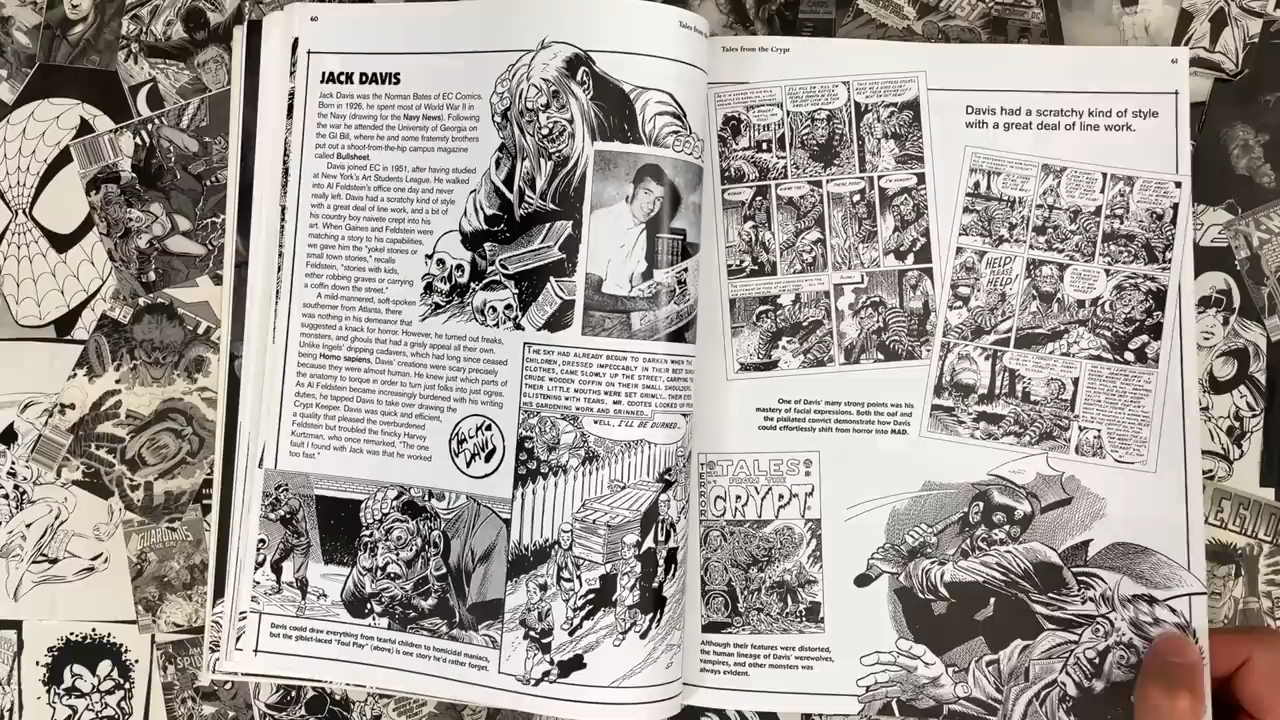 60
Tales from the
JACK DAVIS
Jack Davis was the Norman Bates of EC Comics.
Born in 1926, he spent most of World War II in
the Navy (drawing for the Navy News). Following
the war he attended the University of Georgia on
the GI Bill, where he and some fraternity brothers
put out a shoot-from-the-hip campus magazine
called Bullsheet.
Davis joined EC in 1951, after having studied
at New York's Art Students League. He walked
into Al Feldstein's office one day and never
really left. Davis had a scratchy kind of style
with a great deal of line work, and a bit of
his country boy naivete crept into his
art. When Gaines and Feldstein were
matching a story to his capabilities,
we gave him the "yokel stories or
small town stories," recalls
Feldstein, "stories with kids,
either robbing graves or carrying
a coffin down the street."
A mild-mannered, soft-spoken
southerner from Atlanta, there
was nothing in his demeanor that
suggested a knack for horror. However, he turned out freaks,
monsters, and ghouls that had a grisly appeal all their own.
Unlike Ingels' dripping cadavers, which had long since ceased
being Homo sapiens, Davis' creations were scary precisely
because they were almost human. He knew just which parts of
the anatomy to torque in order to turn just folks into just ogres.
As Al Feldstein became increasingly burdened with his writing
duties, he tapped Davis to take over drawing the
Crypt Keeper. Davis was quick and efficient,
a quality that pleased the overburdened
Feldstein but troubled the finicky Harvey
Kurtzman, who once remarked, "The one
fault I found with Jack was that he worked
too fast."
JACK
DAVIS
THE SKY HAD ALREADY BEGUN TO DARKEN WHEN THE
CHILDREN, DRESSED IMPECCABLY IN THEIR BEST
CLOTHES, CAME SLOWLY UP THE STREET, CARRYING THE
CRUDE WOODEN COFFIN ON THEIR SMALL SHOULDERS.
THEIR LITTLE MOUTHS WERE SET GRIMLY... THEIR EYES
GLISTENING WITH TEARS. MR. COOTES LOOKED UP FROM
HIS GARDENING WORK AND GRINNED...
WELL, I'LL BE DURNED...
Davis could draw everything from tearful children to homicidal maniacs,
but the giblet-laced "Foul Play" (above) is one story he'd rather forget.
Tales from the Crypt
61
Davis had a scratchy kind of style
with a great deal of line work.
HELP!
PLEASE
HELP!
One of Davis' many strong points was his
mastery of facial expressions. Both the oaf and
the pixilated convict demonstrate how Davis
could effortlessly shift from horror into MAD.
TERROR
TALES
FROM THE
CRYPT
Although their features were distorted,
the human lineage of Davis' werewolves,
vampires, and other monsters was
always evident.
GUARDIANS